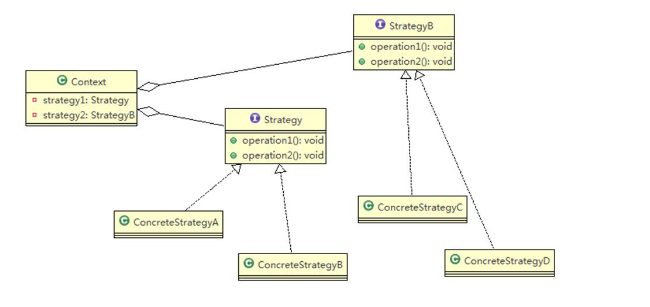 StrategyB
operation1(): void
operation2(): void
Context
strategy1: Strategy
strategy2: StrategyB
Strategy
operation1(): void
operation2(): void
ConcreteStrategyA
ConcreteStrategyC
ConcreteStrategyB
ConcreteStrategyD